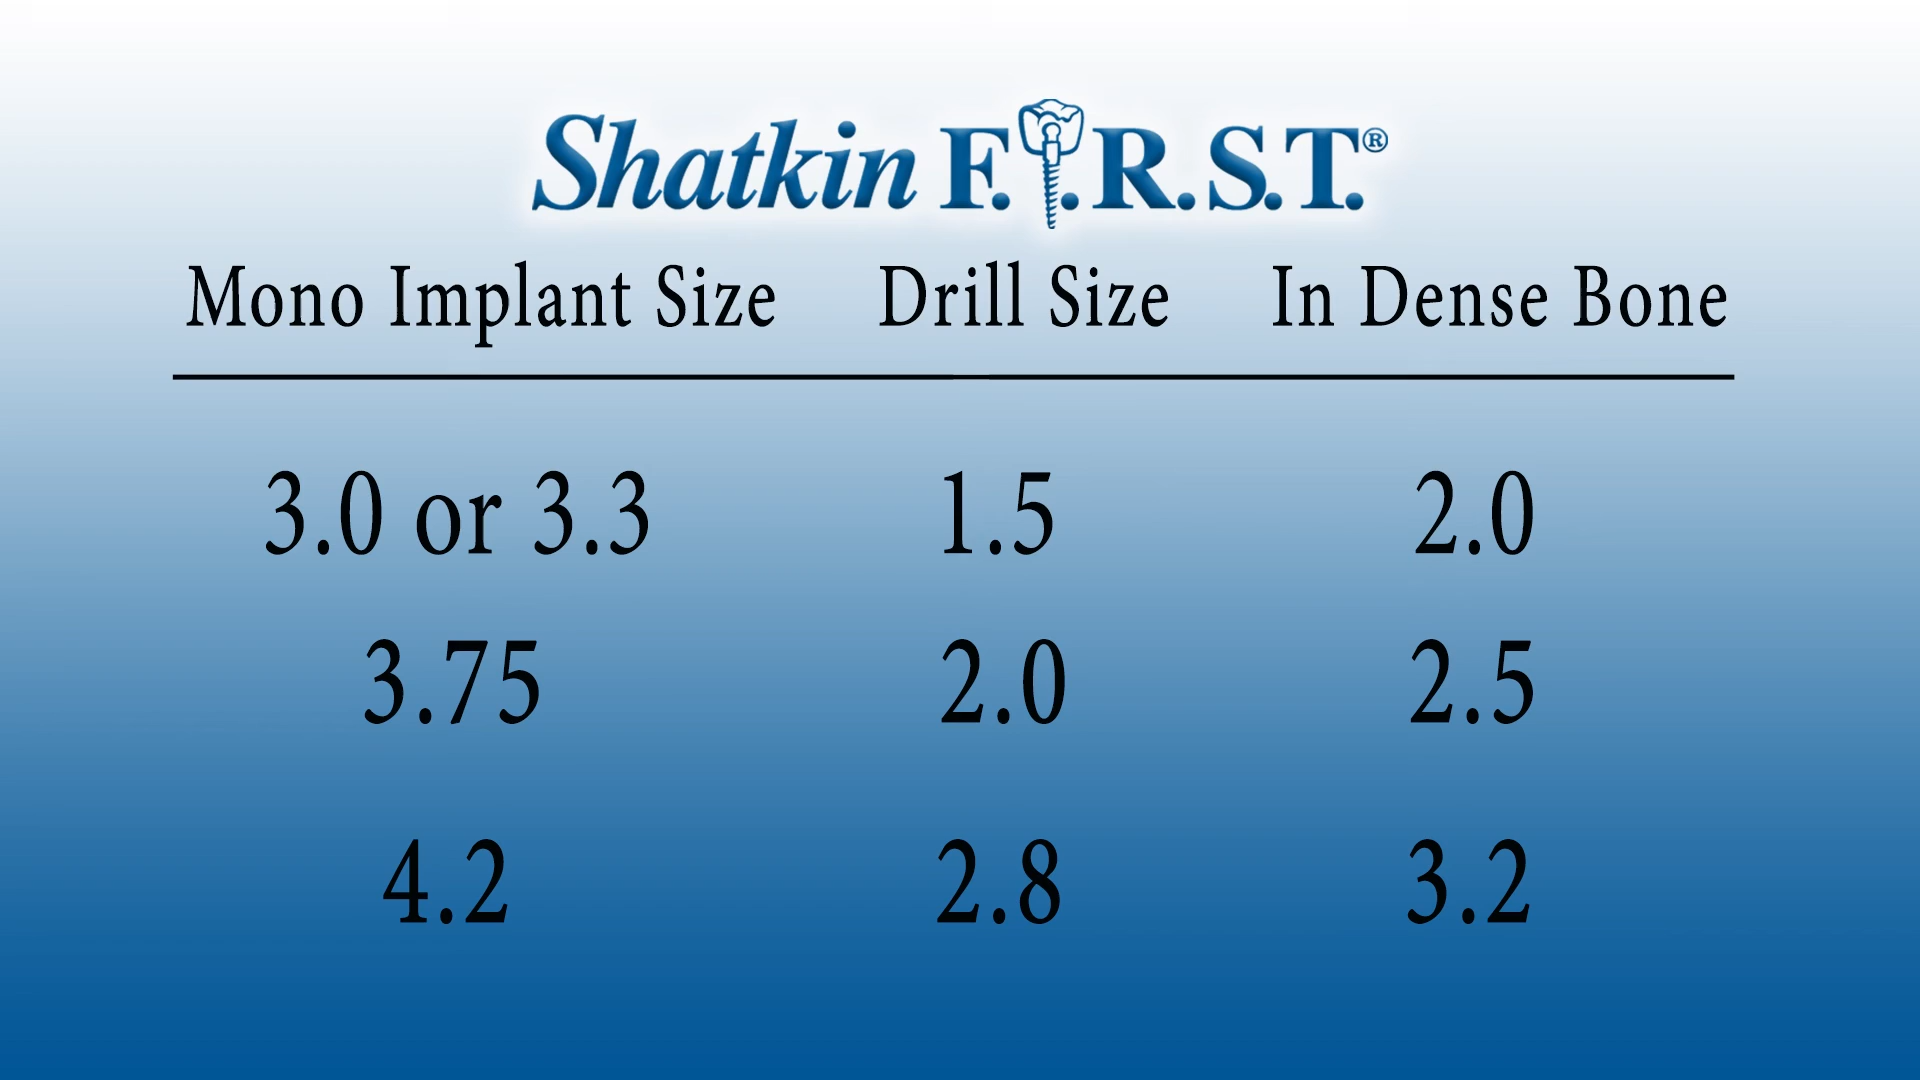 Shatkin F.I.R.S.T.®
Mono Implant Size Drill Size In Dense Bone
3.0 or 3.3 1.5 2.0
3.75 2.0 2.5
4.2 2.8 3.2